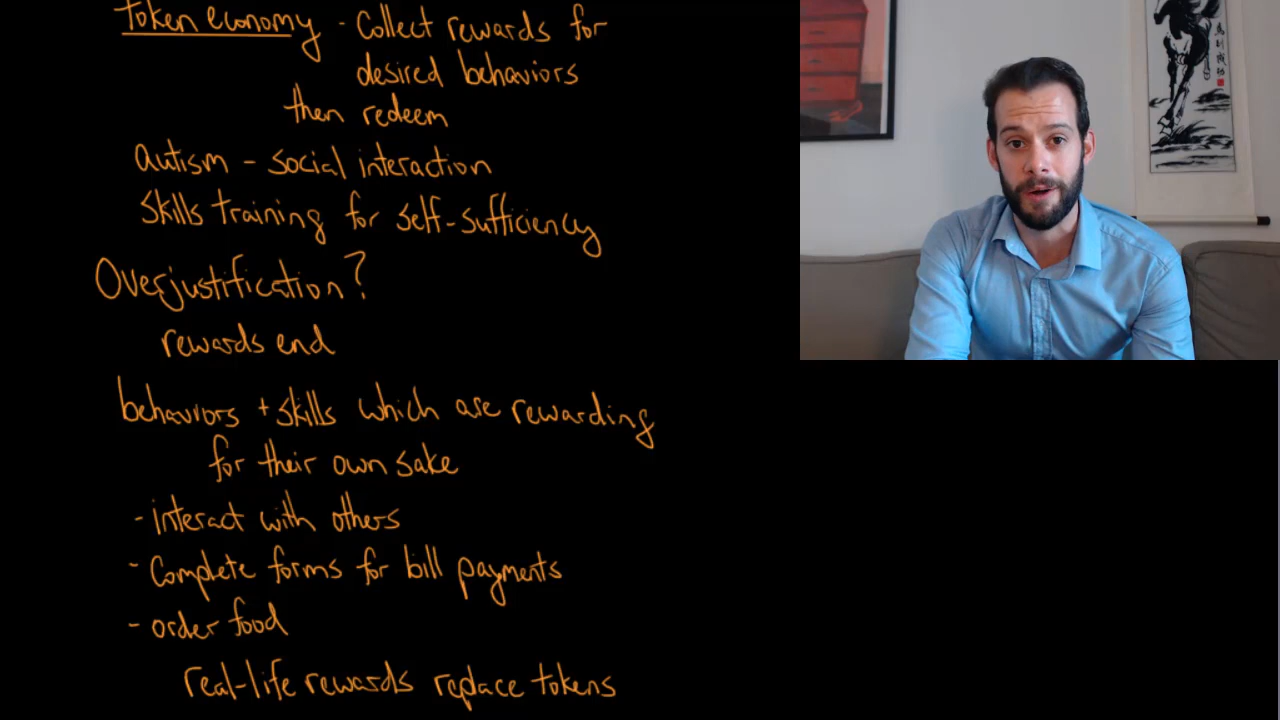 token economy - Collect rewards for
desired behaviors
then redeem
autism - social interaction
skills training for self-sufficiency
Overjustification?
rewards end
behaviors + skills which are rewarding
for their own sake
- interact with others
- Complete forms for bill payments
- order food
real-life rewards replace tokens